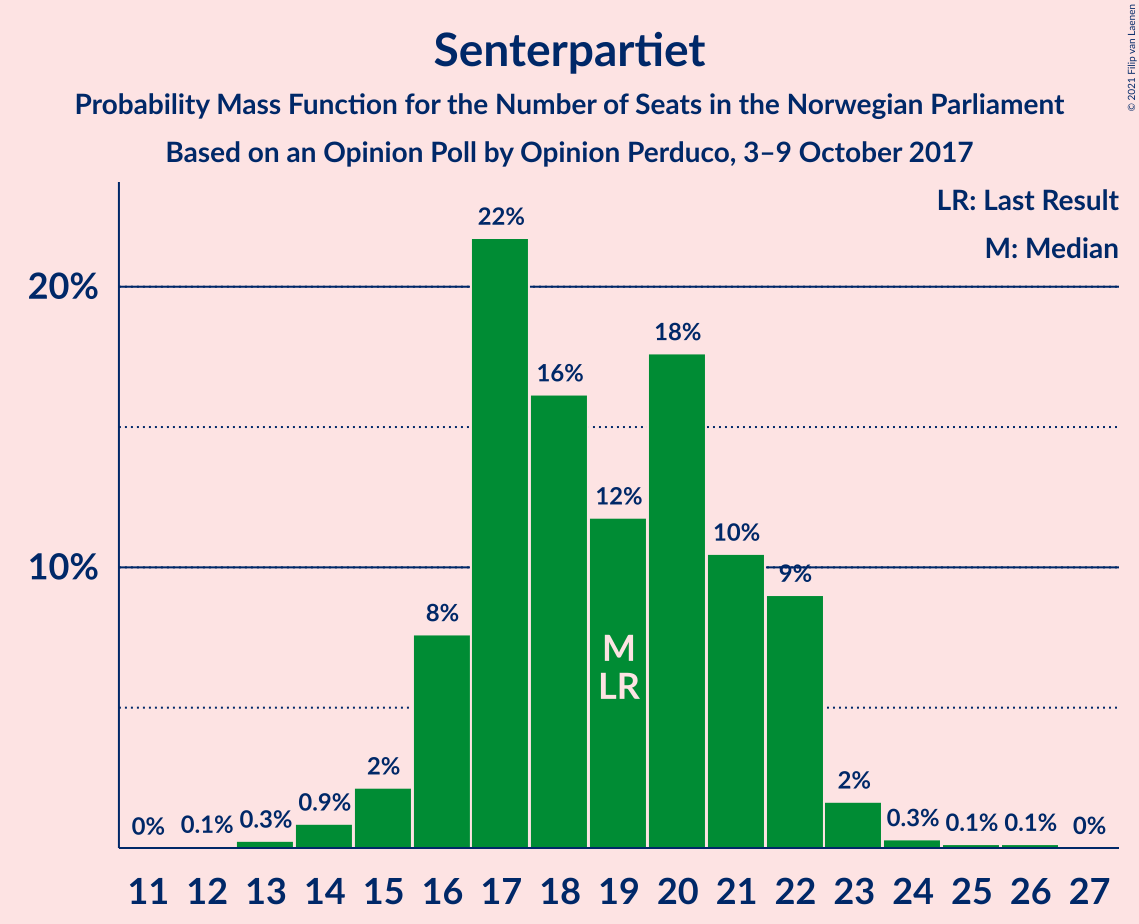 Senterpartiet
Probability Mass Function for the Number of Seats in the Norwegian Parliament
Based on an Opinion Poll by Opinion Perduco, 3–9 October 2017
© 2021 Filip van Laenen
LR: Last Result
M: Median
20%
10%
0%
0.1%
0.3%
0.9%
2%
8%
22%
16%
12%
18%
10%
9%
2%
0.3%
0.1%
0.1%
0%
M
LR
11 12 13 14 15 16 17 18 19 20 21 22 23 24 25 26 27